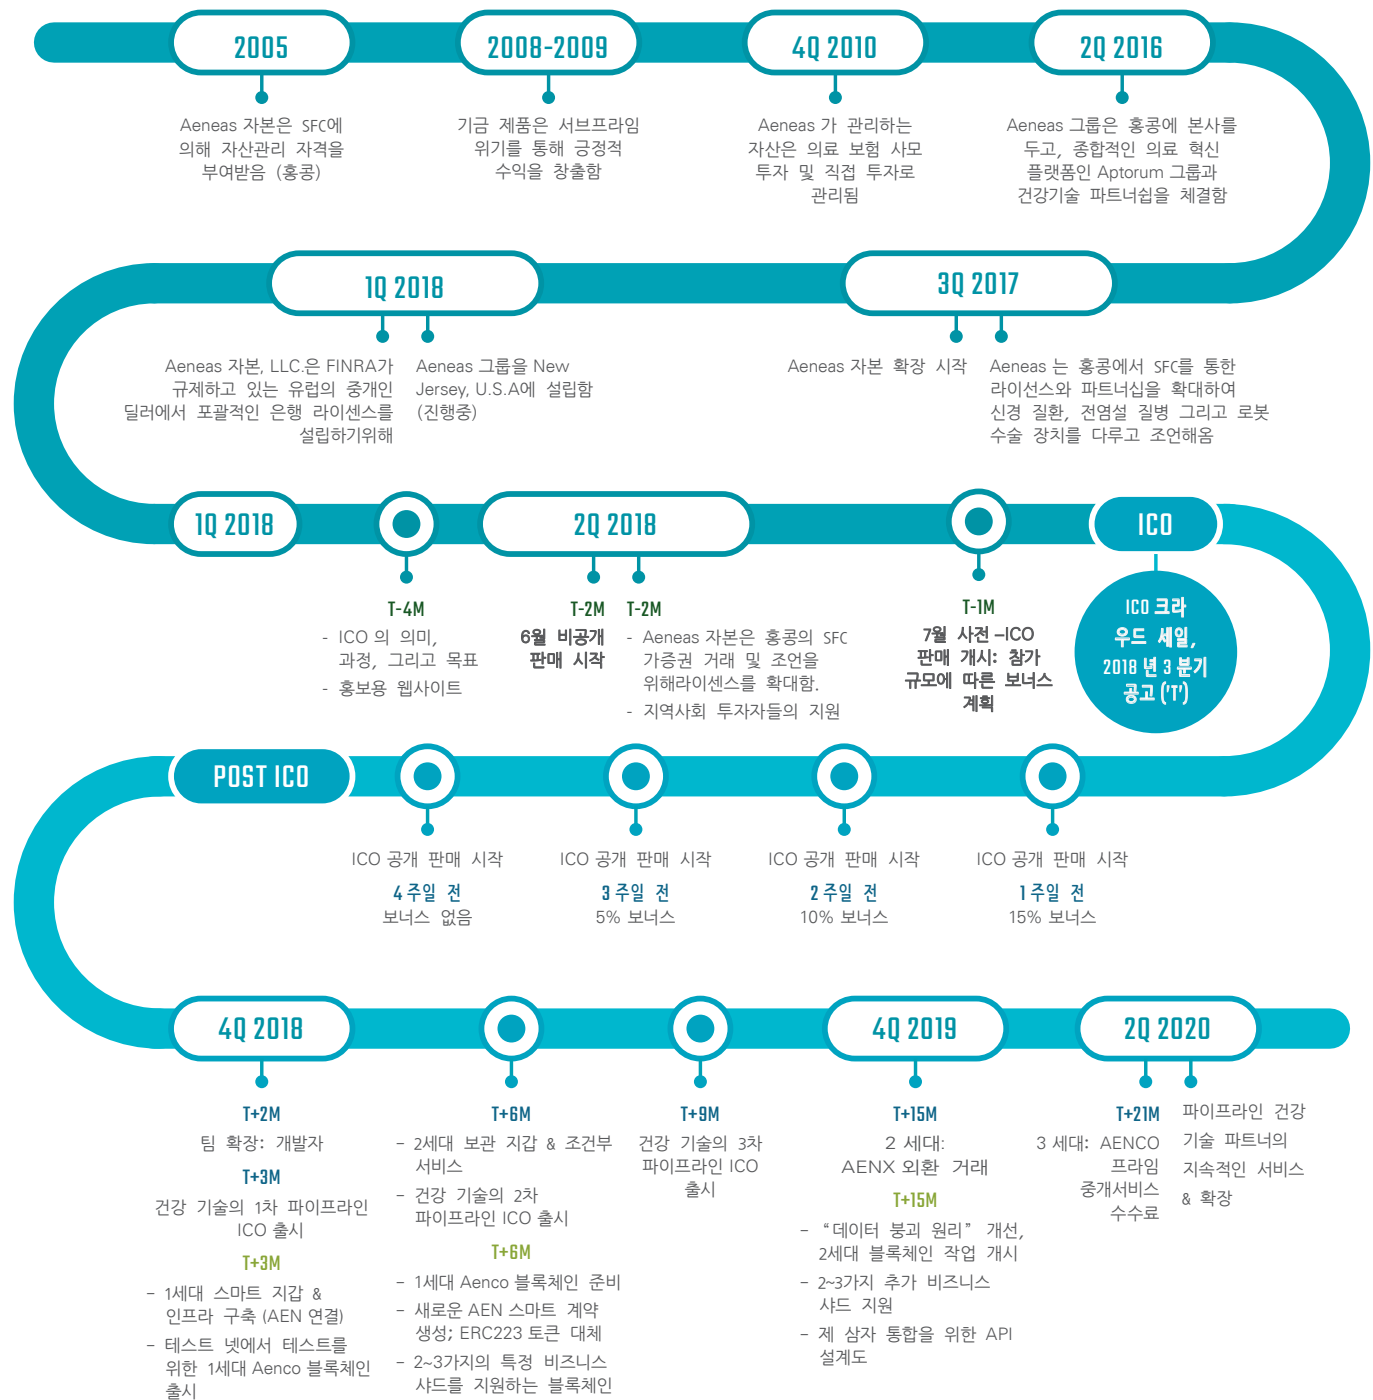 2005
Aeneas 자본은 SFC에
의해 자산관리 자격을
부여받음 (홍콩)
2008-2009
기금 제품은 서브프라임
위기를 통해 긍정적
수익을 창출함
4Q 2010
Aeneas 가 관리하는
자산은 의료 보험 사모
투자 및 직접 투자로
관리됨
2Q 2016
Aeneas 그룹은 홍콩에 본사를
두고, 종합적인 의료 혁신
플랫폼인 Aptorum 그룹과
건강기술 파트너쉽을 체결함
1Q 2018
Aeneas 자본, LLC.은 FINRA가
규제하고 있는 유럽의 중개인
딜러에서 포괄적인 은행 라이센스를
설립하기위해
Aeneas 그룹을 New
Jersey, U.S.A에 설립함
(진행중)
3Q 2017
Aeneas 자본 확장 시작
Aeneas 는 홍콩에서 SFC를 통한
라이선스와 파트너십을 확대하여
신경 질환, 전염설 질병 그리고 로봇
수술 장치를 다루고 조언해옴
1Q 2018
T-4M
- ICO 의 의미,
과정, 그리고 목표
- 홍보용 웹사이트
2Q 2018
T-2M
6월 비공개
판매 시작
T-2M
- Aeneas 자본은 홍콩의 SFC
가증권 거래 및 조언을
위해라이센스를 확대함.
- 지역사회 투자자들의 지원
T-1M
7월 사전 –ICO
판매 개시: 참가
규모에 따른 보너스
계획
ICO
ICO 크라
우드 세일,
2018 년 3 분기
공고 ('T')
POST ICO
ICO 공개 판매 시작
4 주일 전
보너스 없음
ICO 공개 판매 시작
3 주일 전
5% 보너스
ICO 공개 판매 시작
2 주일 전
10% 보너스
ICO 공개 판매 시작
1 주일 전
15% 보너스
4Q 2018
T+2M
팀 확장: 개발자
T+3M
건강 기술의 1차 파이프라인
ICO 출시
T+3M
– 1세대 스마트 지갑 &
인프라 구축 (AEN 연결)
– 테스트 넷에서 테스트를
위한 1세대 Aenco 블록체인
출시
T+6M
– 2세대 보관 지갑 & 조건부
서비스
– 건강 기술의 2차
파이프라인 ICO 출시
T+6M
– 1세대 Aenco 블록체인 준비
– 새로운 AEN 스마트 계약
생성; ERC223 토큰 대체
– 2~3가지의 특정 비즈니스
샤드를 지원하는 블록체인
T+9M
건강 기술의 3차
파이프라인 ICO
출시
4Q 2019
T+15M
2 세대:
AENX 외환 거래
T+15M
– “데이터 붕괴 원리” 개선,
2세대 블록체인 작업 개시
– 2~3가지 추가 비즈니스
샤드 지원
– 제 삼자 통합을 위한 API
설계도
2Q 2020
T+21M
3 세대: AENCO
프라임
중개서비스
수수료
파이프라인 건강
기술 파트너의
지속적인 서비스
& 확장